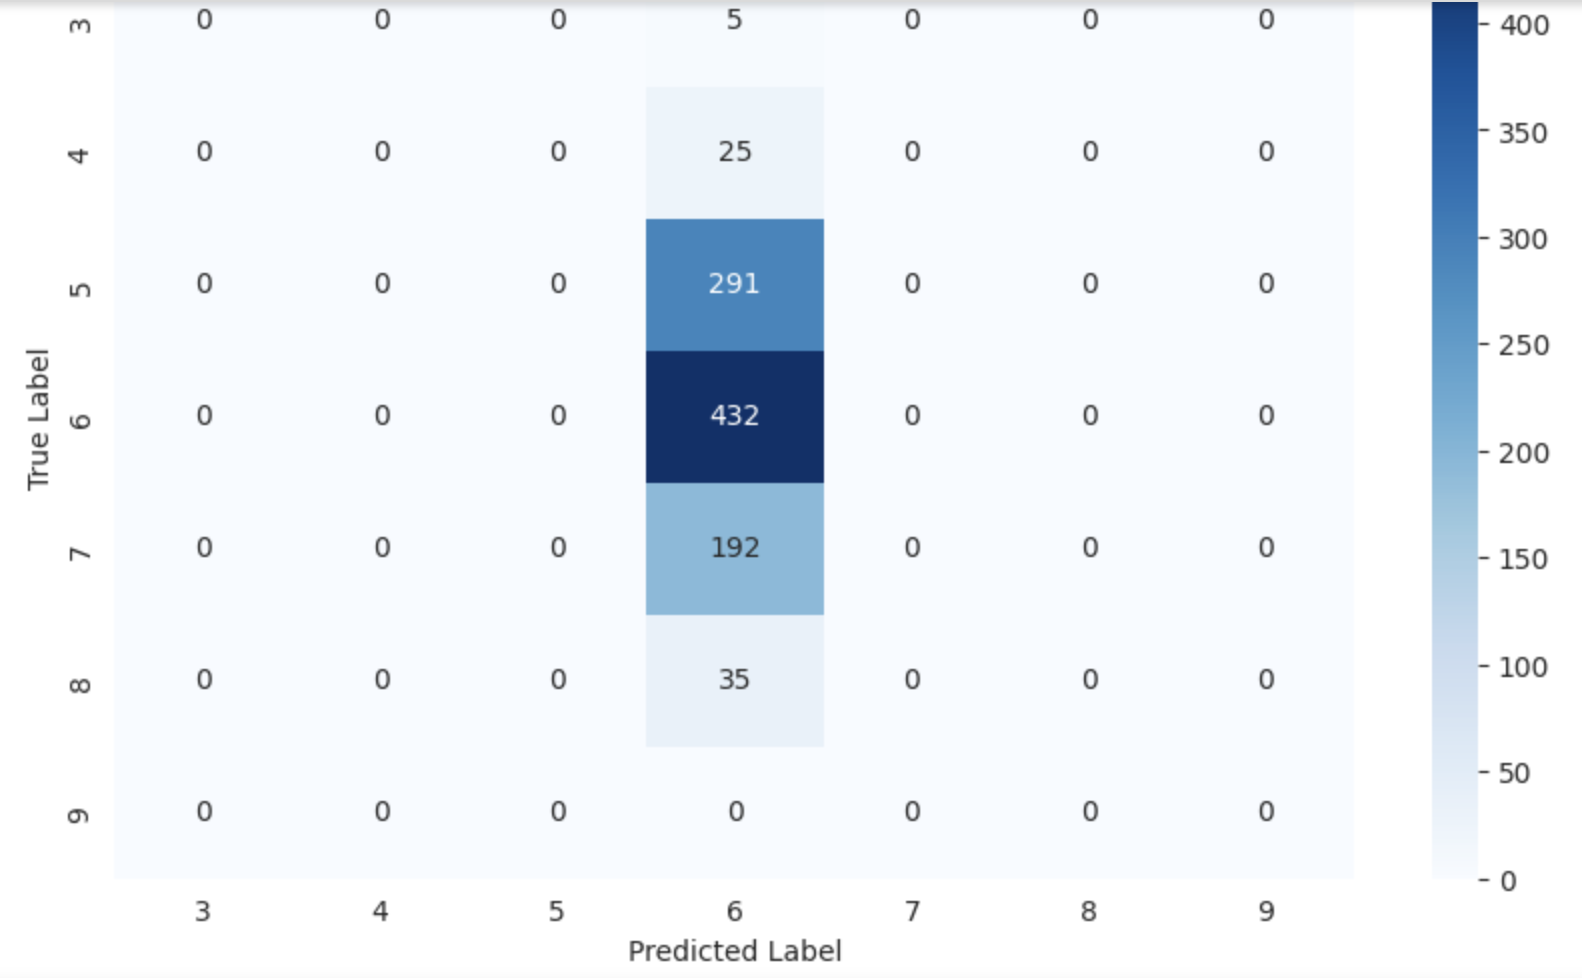 3 0 0 0 5 0 0 0
4 0 0 0 25 0 0 0
5 0 0 0 291 0 0 0
6 0 0 0 432 0 0 0
7 0 0 0 192 0 0 0
8 0 0 0 35 0 0 0
9 0 0 0 0 0 0 0
3 4 5 6 7 8 9
Predicted Label
True Label
400
350
300
250
200
150
100
50
0